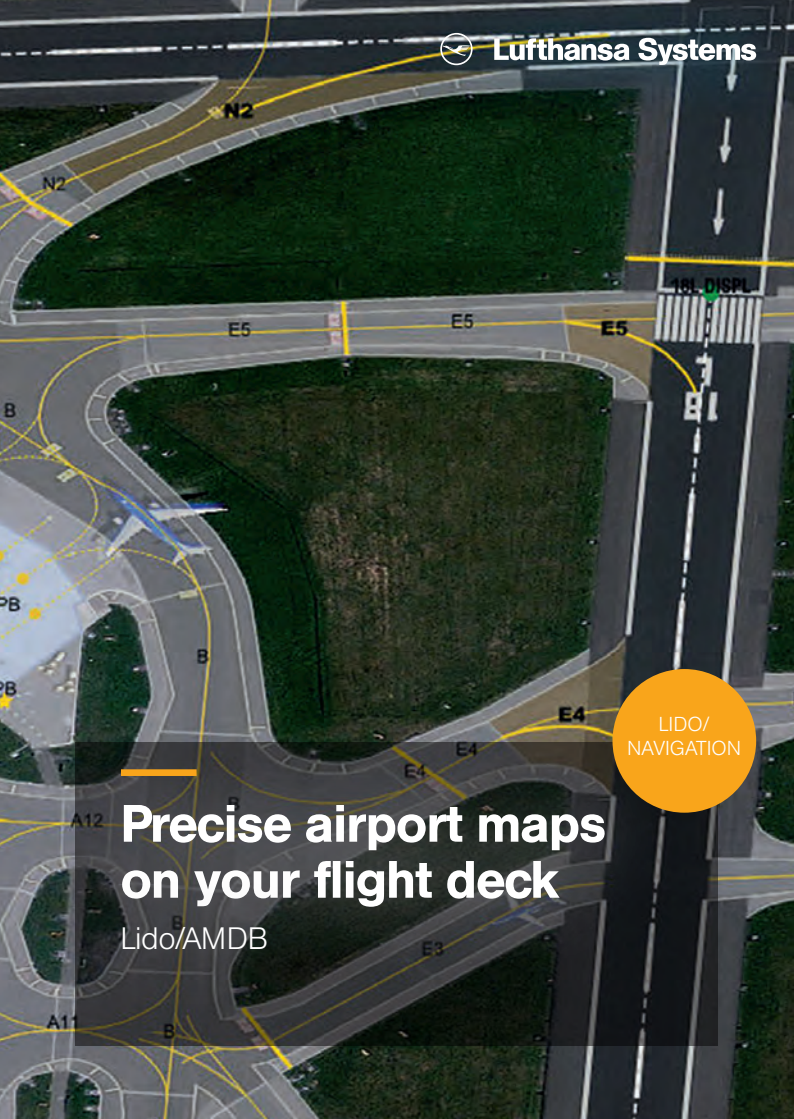 Lufthansa Systems
N2
N2
18L DISPL
E5
E5
E5
L
18
B
PB
B
PB
E4
LIDO/
NAVIGATION
E4
E4
B
A12
Precise airport maps
on your flight deck
B
Lido/AMDB
E3
A11
B